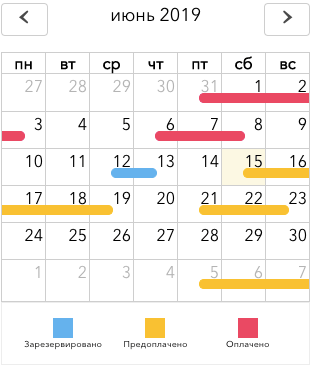 июнь 2019
пн вт ср чт пт сб вс
27 28 29 30 31 1 2
3 4 5 6 7 8 9
10 11 12 13 14 15 16
17 18 19 20 21 22 23
24 25 26 27 28 29 30
1 2 3 4 5 6 7
Зарезервировано Предоплачено Оплачено